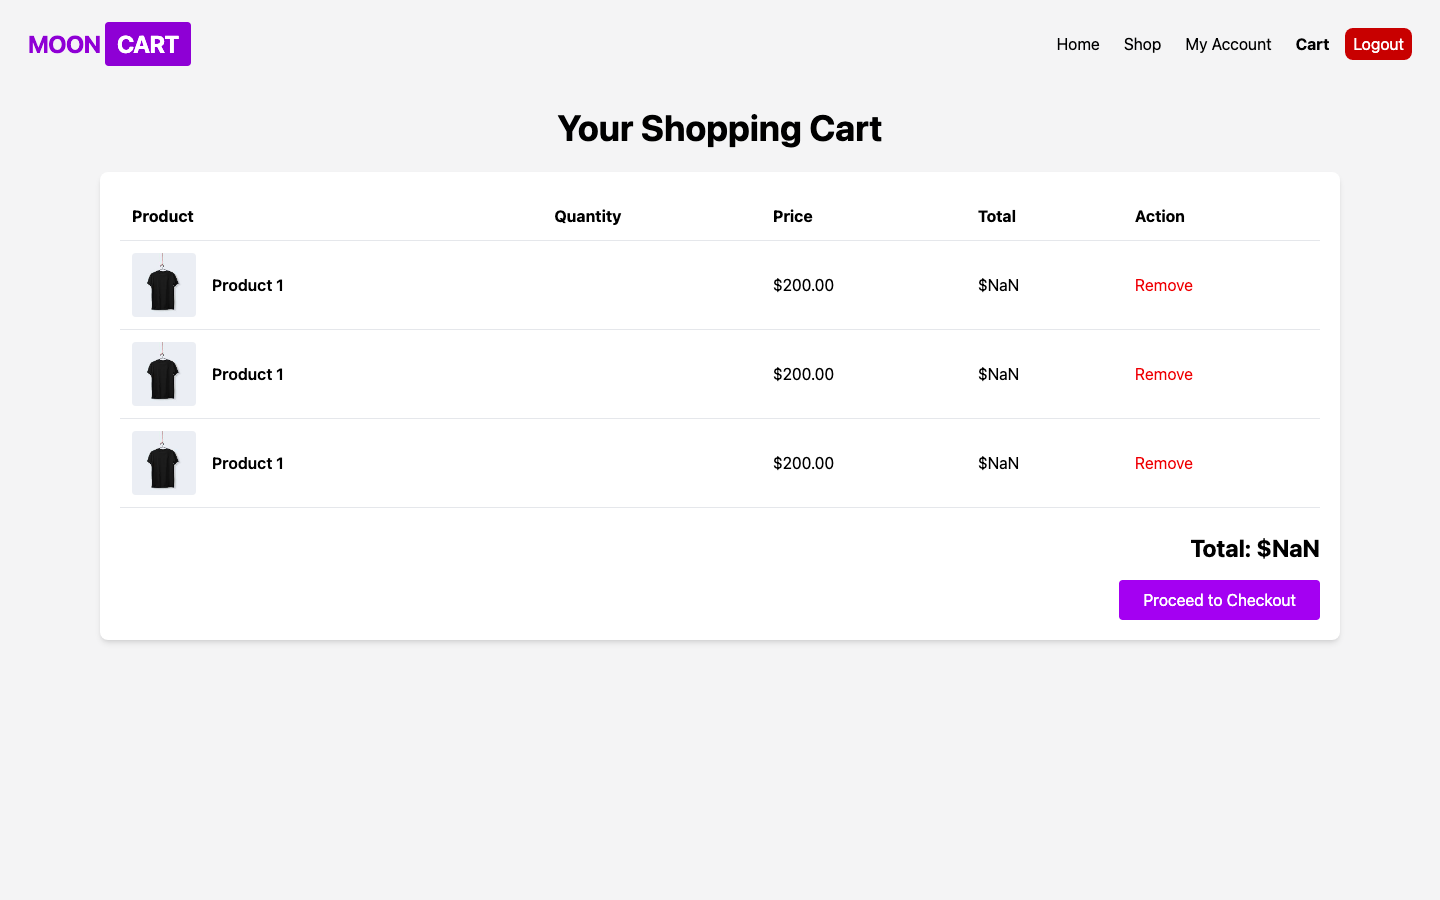 MOON CART Home Shop My Account Cart Logout
Your Shopping Cart
Product Quantity Price Total Action
Product 1 $200.00 $NaN Remove
Product 1 $200.00 $NaN Remove
Product 1 $200.00 $NaN Remove
Total: $NaN
Proceed to Checkout